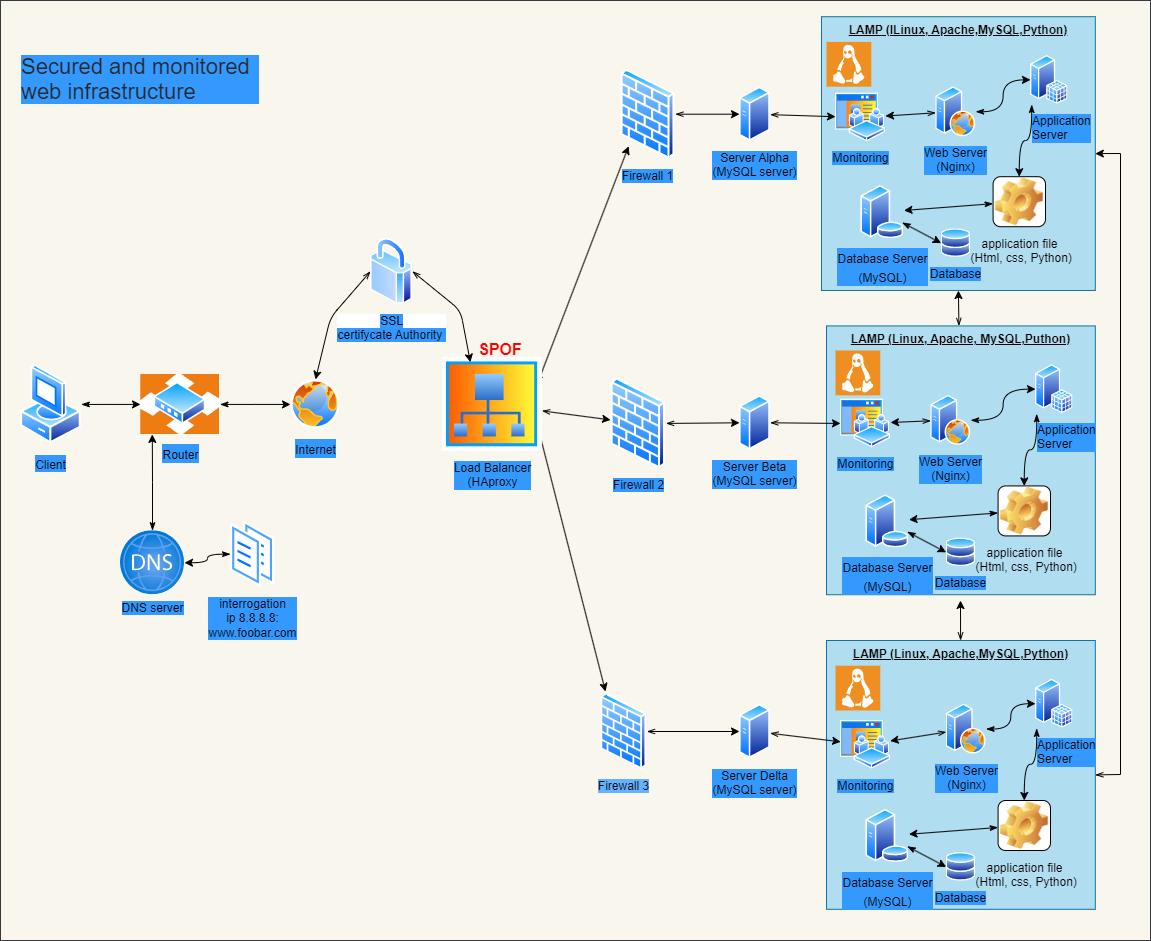 Secured and monitored
web infrastructure
Client
Router
DNS
DNS server
interrogation
ip 8.8.8.8:
www.foobar.com
Internet
SSL
certifycate Authority
SPOF
Load Balancer
(HAproxy
Firewall 1
Server Alpha
(MySQL server)
LAMP (lLinux, Apache,MySQL,Python)
Monitoring
Web Server
(Nginx)
Application
Server
Database Server
(MySQL)
Database
application file
(Html, css, Python)
Firewall 2
Server Beta
(MySQL server)
LAMP (Linux, Apache, MySQL,Puthon)
Monitoring
Web Server
(Nginx)
Application
Server
Database Server
(MySQL)
Database
application file
(Html, css, Python)
Firewall 3
Server Delta
(MySQL server)
LAMP (Linux, Apache,MySQL,Python)
Monitoring
Web Server
(Nginx)
Application
Server
Database Server
(MySQL)
Database
application file
(Html, css, Python)